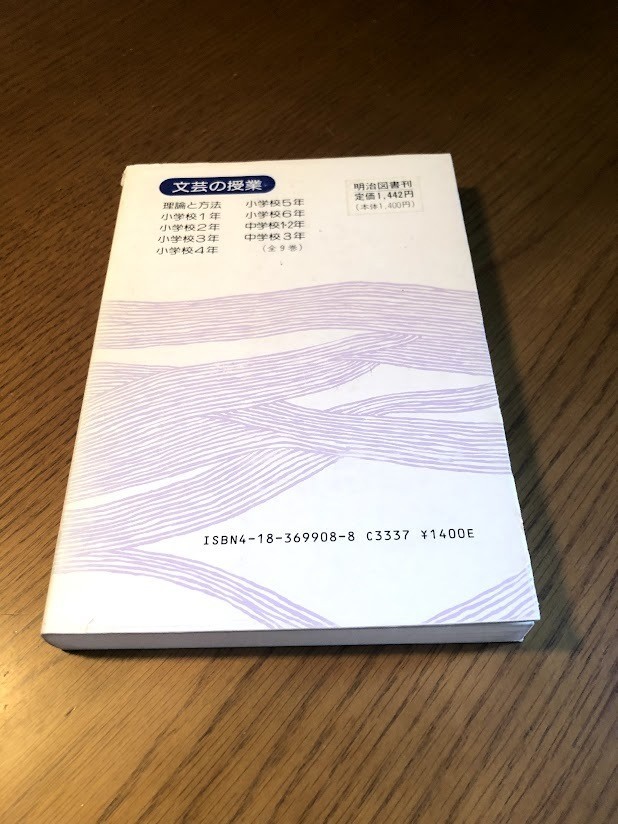 文芸の授業
理論と方法
小学校1年
小学校2年
小学校3年
小学校4年
小学校5年
小学校6年
中学校1・2年
中学校3年
(全9巻)
明治図書刊
定価1,442円
(本体1,400円)
ISBN4-18-369908-8 C3337 ¥1400E